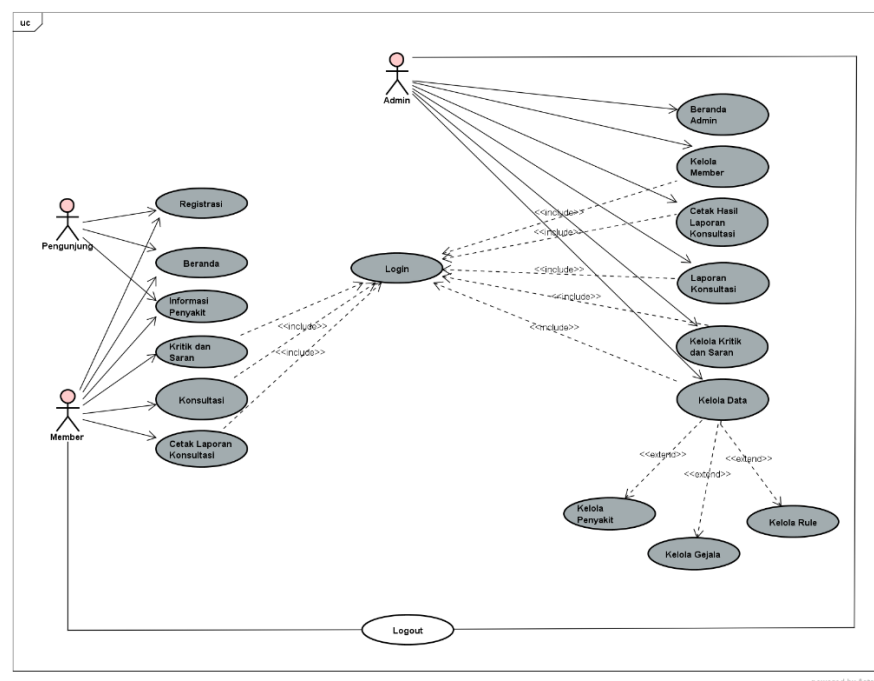 uc
Admin
Beranda
Admin
Kelola
Member
Registrasi
<<include>>
Cetak Hasil
Laporan
Konsultasi
Pengunjung
<<include>>
Beranda
Login
<<include>>
Laporan
Konsultasi
Informasi
Penyakit
<<include>>
<<include>>
<<include>>
Kritik dan
Saran
Kelola Kritik
dan Saran
<<include>>
Konsultasi
Kelola Data
Member
Cetak Laporan
Konsultasi
<<extend>>
<<extend>>
<<extend>>
Kelola
Penyakit
Kelola Rule
Kelola Gejala
Logout